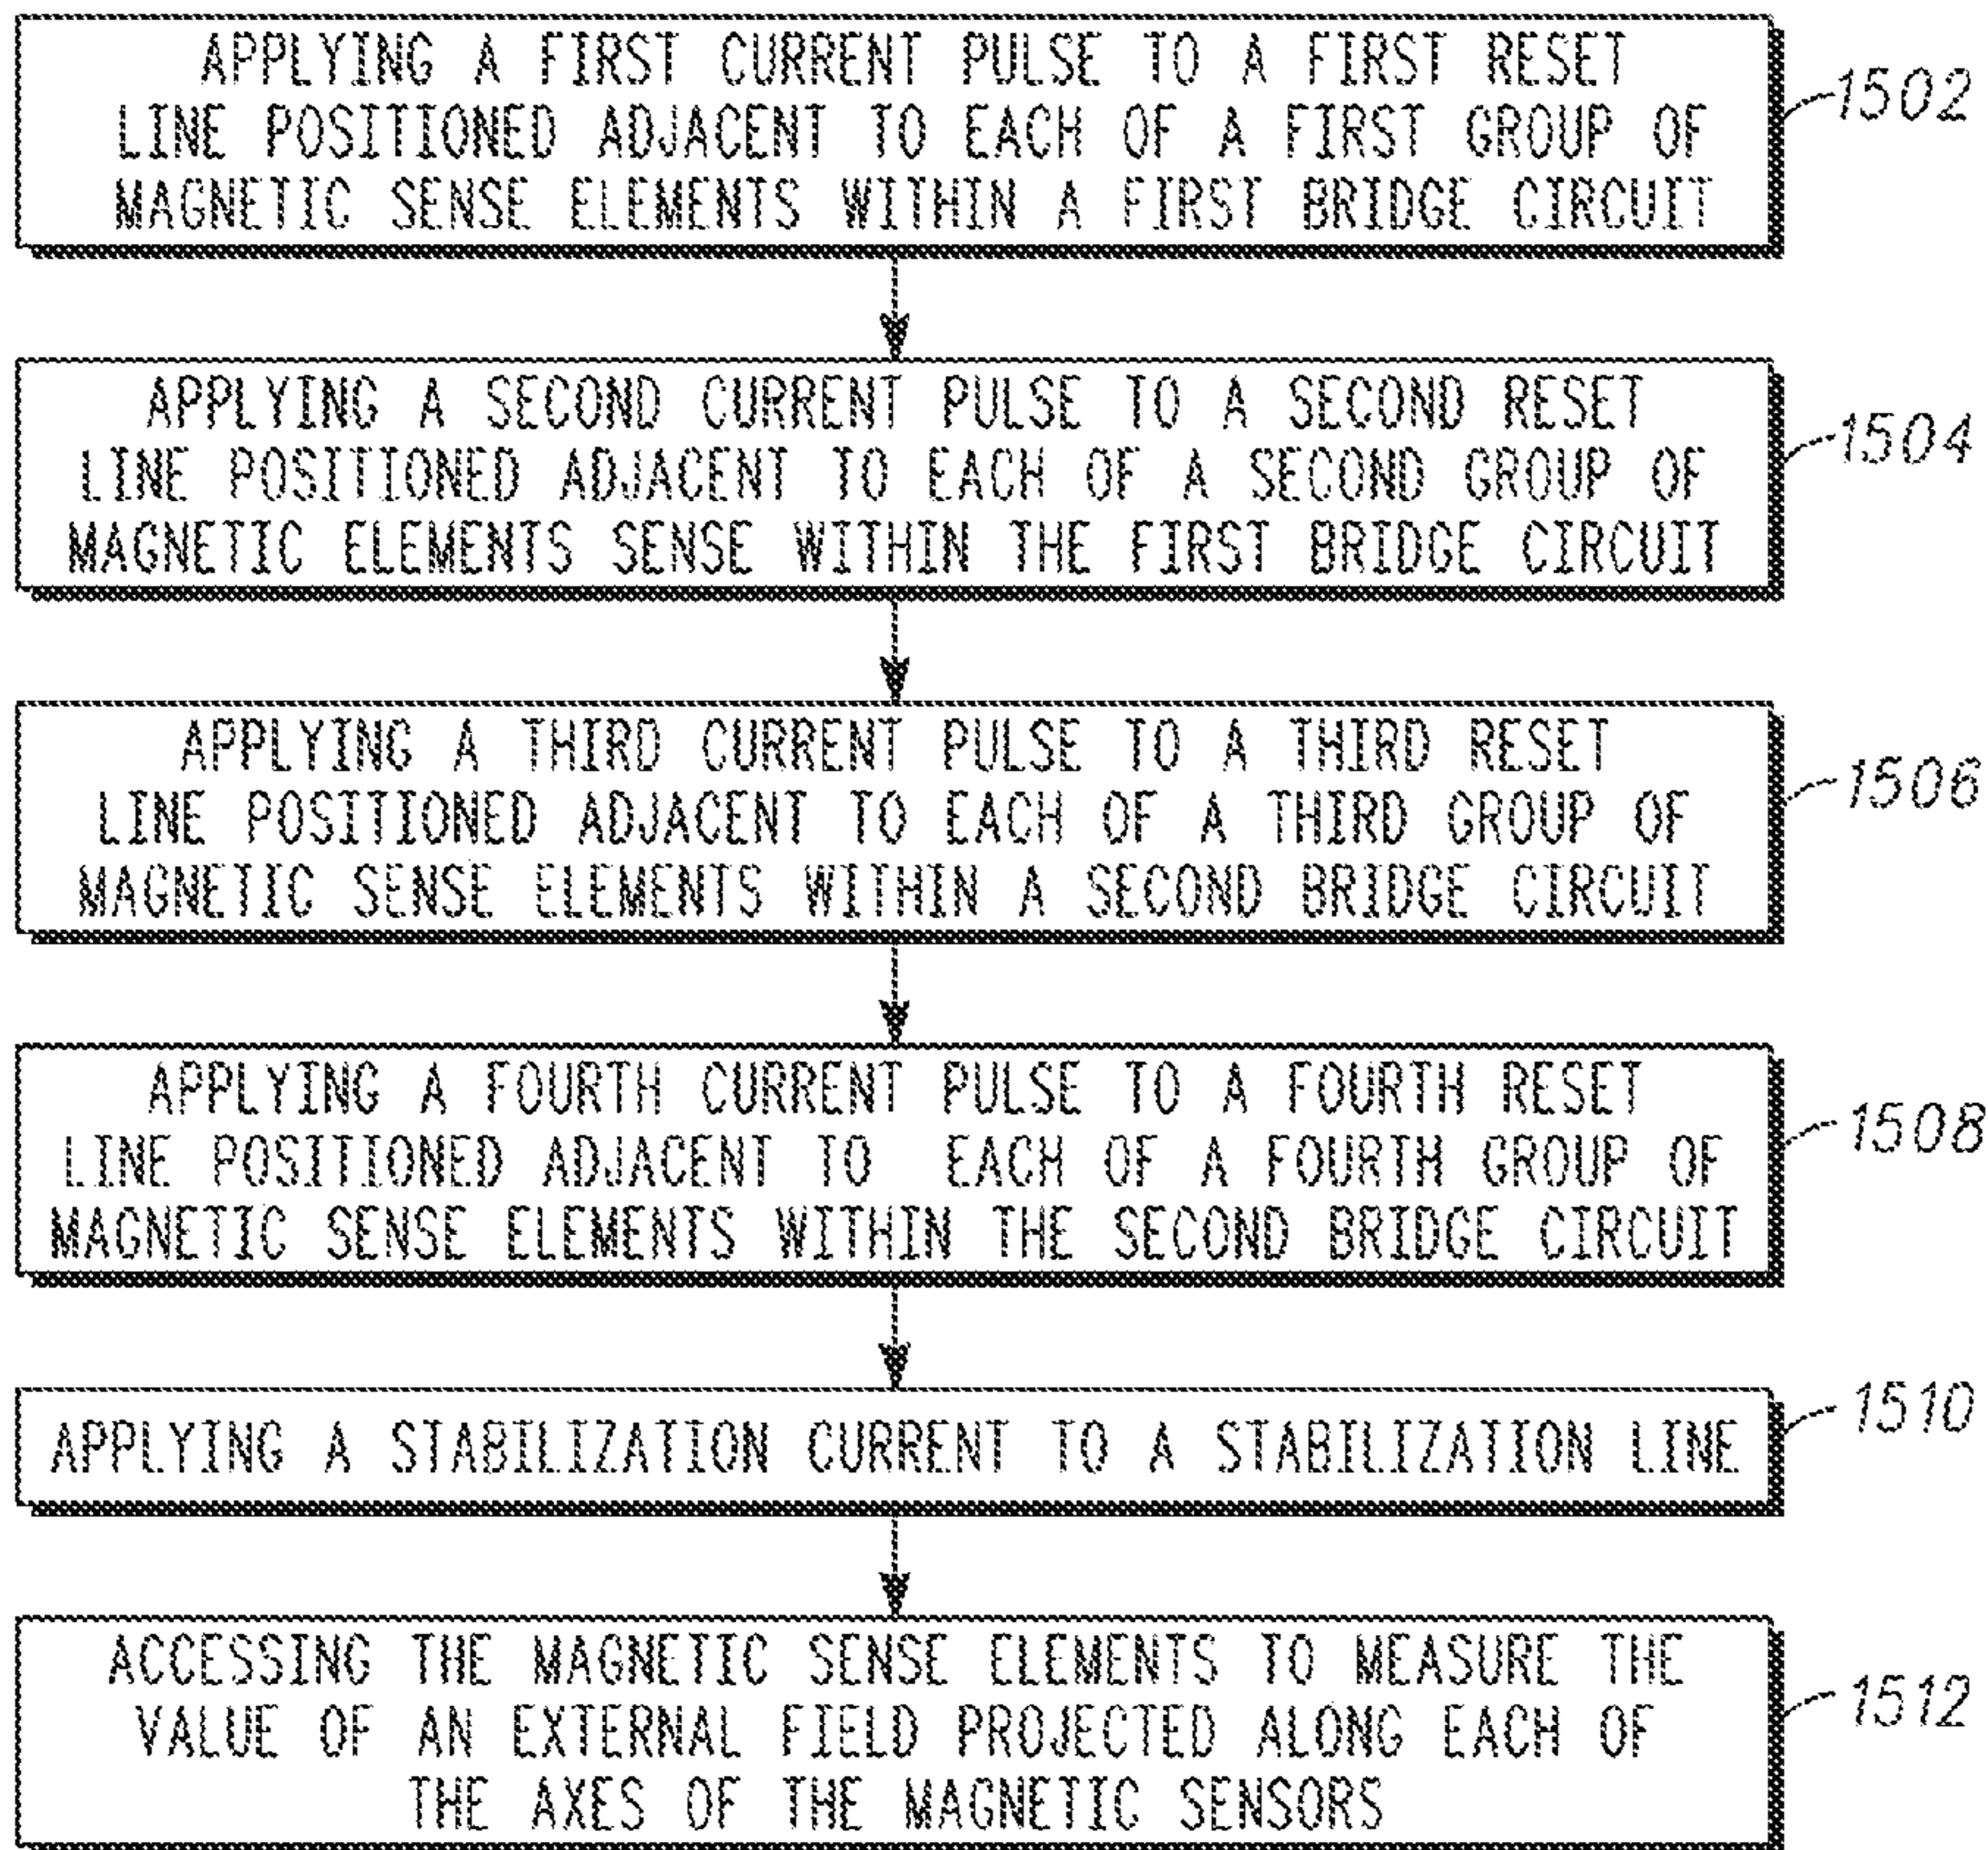 APPLYING A FIRST CURRENT PULSE TO A FIRST RESET
LINE POSITIONED ADJACENT TO EACH OF A FIRST GROUP OF
MAGNETIC SENSE ELEMENTS WITHIN A FIRST BRIDGE CIRCUIT
1502
APPLYING A SECOND CURRENT PULSE TO A SECOND RESET
LINE POSITIONED ADJACENT TO EACH OF A SECOND GROUP OF
MAGNETIC ELEMENTS SENSE WITHIN THE FIRST BRIDGE CIRCUIT
1504
APPLYING A THIRD CURRENT PULSE TO A THIRD RESET
LINE POSITIONED ADJACENT TO EACH OF A THIRD GROUP OF
MAGNETIC SENSE ELEMENTS WITHIN A SECOND BRIDGE CIRCUIT
1506
APPLYING A FOURTH CURRENT PULSE TO A FOURTH RESET
LINE POSITIONED ADJACENT TO EACH OF A FOURTH GROUP OF
MAGNETIC SENSE ELEMENTS WITHIN THE SECOND BRIDGE CIRCUIT
1508
APPLYING A STABILIZATION CURRENT TO A STABILIZATION LINE
1510
ACCESSING THE MAGNETIC SENSE ELEMENTS TO MEASURE THE
VALUE OF AN EXTERNAL FIELD PROJECTED ALONG EACH OF
THE AXES OF THE MAGNETIC SENSORS
1512